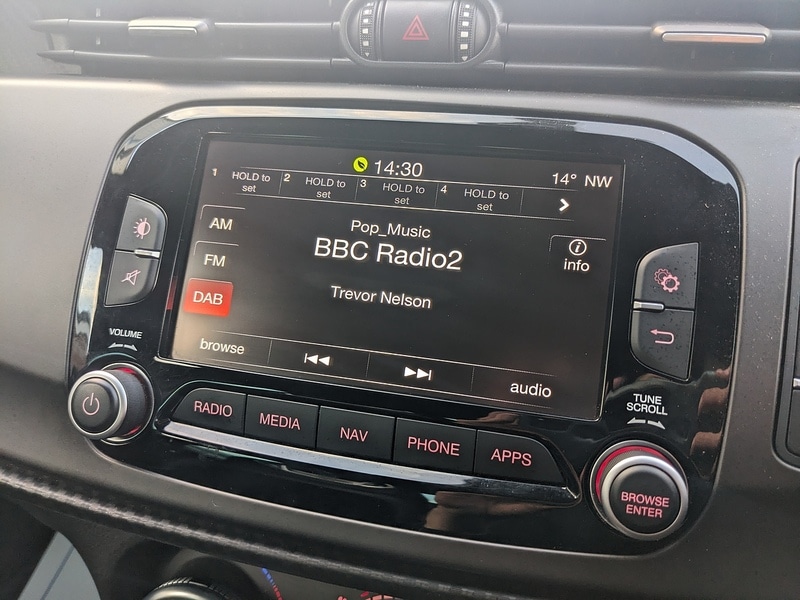 14:30
14° NW
1 HOLD to set
2 HOLD to set
3 HOLD to set
4 HOLD to set
AM
Pop_Music
BBC Radio2
info
FM
Trevor Nelson
DAB
browse
audio
VOLUME
TUNE
SCROLL
RADIO
MEDIA
NAV
PHONE
APPS
BROWSE
ENTER